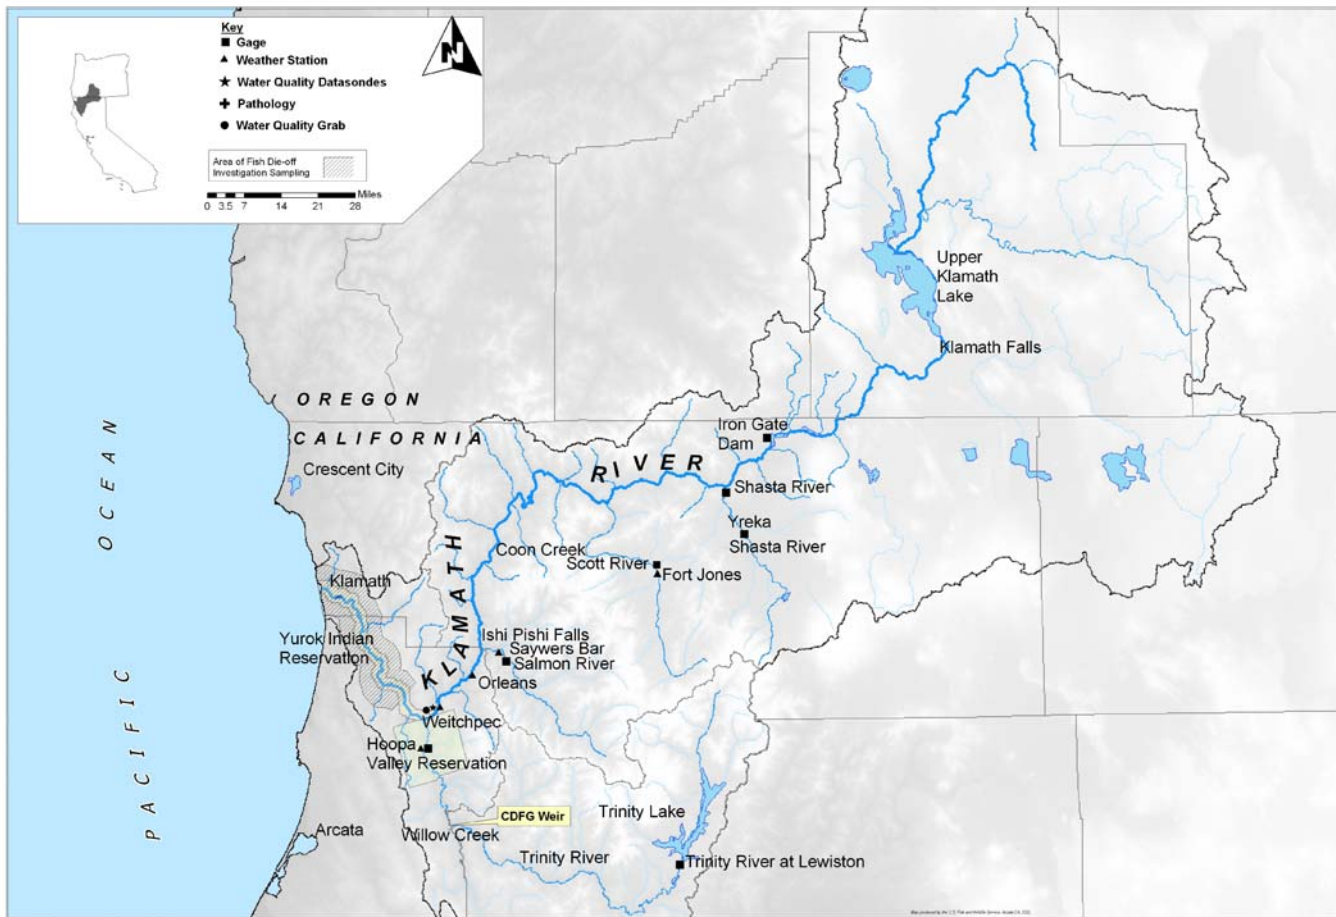 Key
Gage
Weather Station
Water Quality Datasondes
Pathology
Water Quality Grab
Area of Fish Die-off
Investigation Sampling
Miles
0 3.5 7 14 21 28
N
Upper
Klamath
Lake
Klamath Falls
OREGON
CALIFORNIA
Crescent City
Iron Gate
Dam
KLAMATH RIVER
Shasta River
Yreka
Shasta River
Coon Creek
Scott River
Fort Jones
Klamath
Yurok Indian
Reservation
Ishi Pishi Falls
Saywers Bar
Salmon River
Orleans
Weitchpec
Hoopa
Valley Reservation
PACIFIC OCEAN
CDFG Weir
Trinity Lake
Arcata
Willow Creek
Trinity River
Trinity River at Lewiston